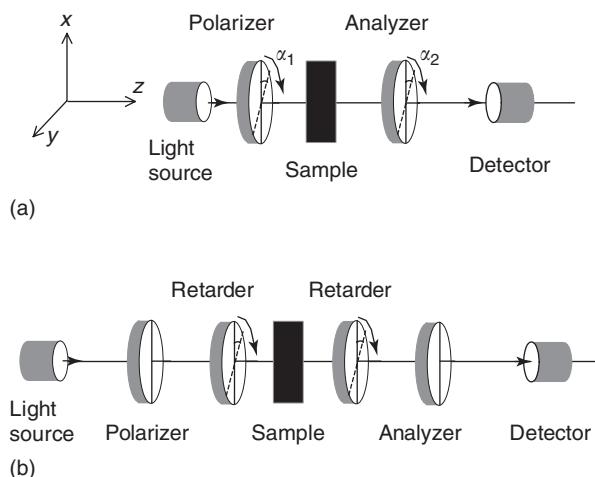 Polarizer
Analyzer
x
α1
α2
z
y
Light
source
Sample
Detector
(a)
Retarder
Retarder
Light
source
Polarizer
Sample
Analyzer
Detector
(b)